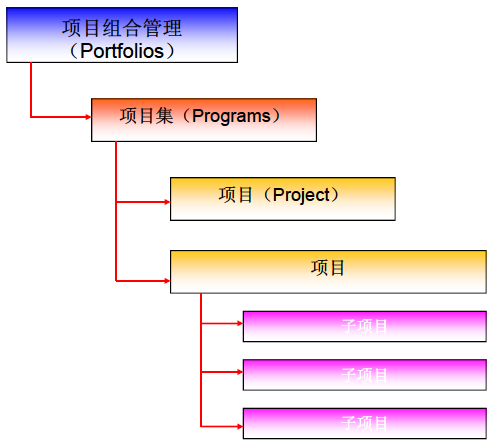 项目组合管理
（Portfolios）
项目集（Programs）
项目（Project）
项目
子项目
子项目
子项目